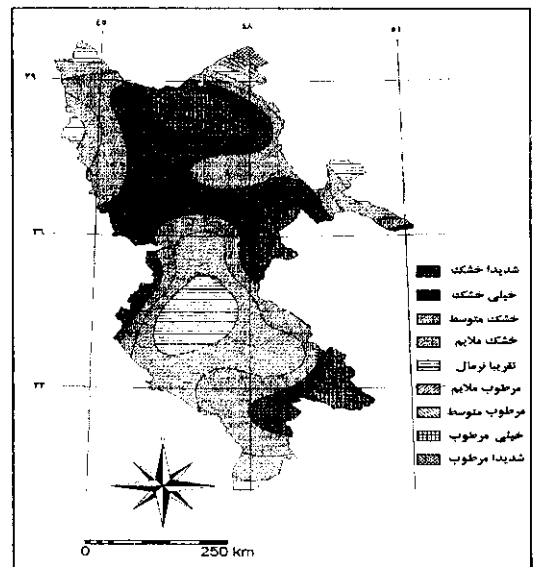 ۴۵ ۴۸ ۵۱
۳۹
۳۶
۳۳
شدیدا خشک
خیلی خشک
خشک متوسط
خشک ملایم
تقریبا نرمال
مرطوب ملایم
مرطوب متوسط
خیلی مرطوب
شدیدا مرطوب
0 250 km